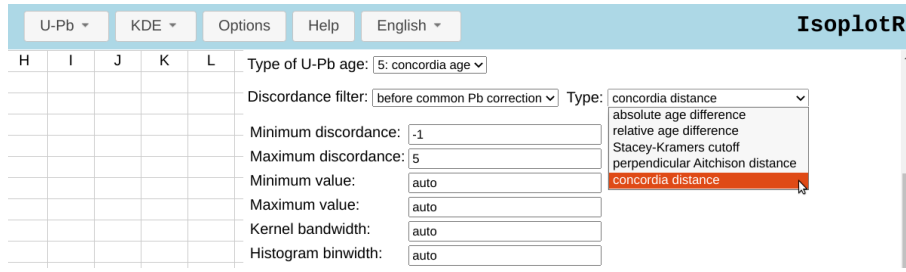 U-Pb KDE Options Help English IsoplotR
H I J K L
Type of U-Pb age: 5: concordia age
Discordance filter: before common Pb correction Type: concordia distance
absolute age difference
relative age difference
Stacey-Kramers cutoff
perpendicular Aitchison distance
concordia distance
Minimum discordance: -1
Maximum discordance: 5
Minimum value: auto
Maximum value: auto
Kernel bandwidth: auto
Histogram binwidth: auto